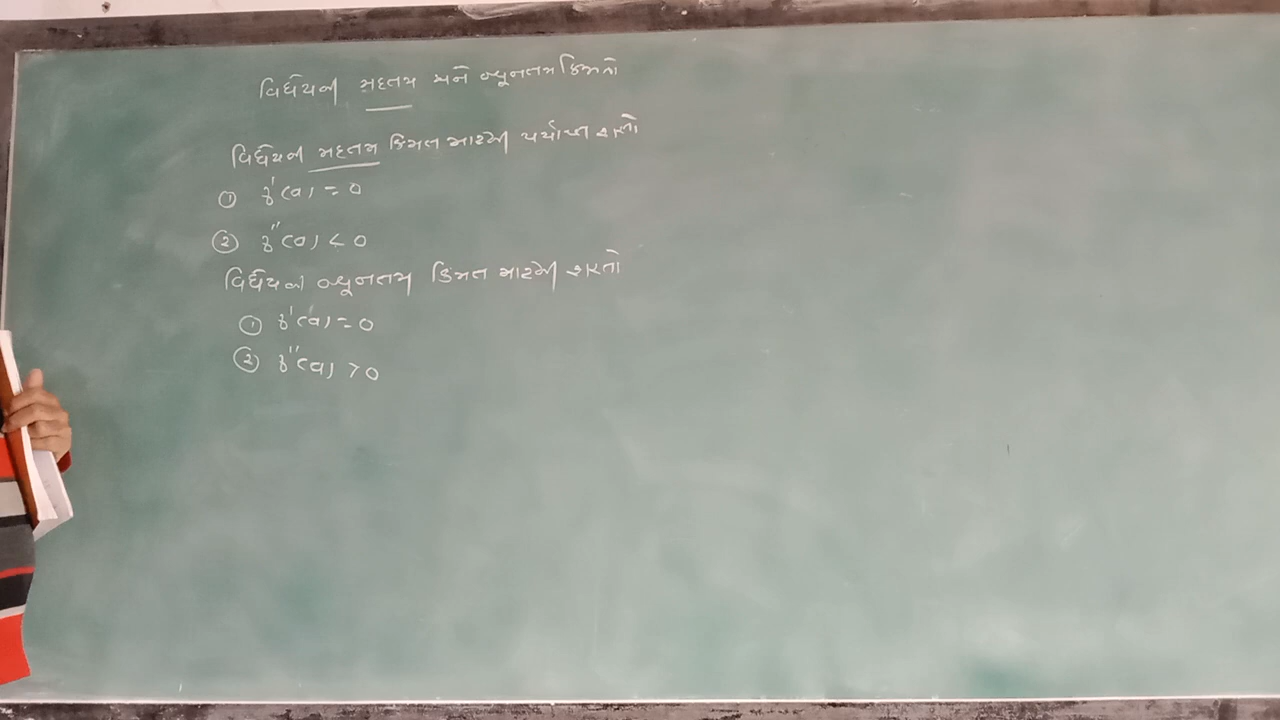 વિધેયની મહત્તમ અને ન્યૂનતમ કિંમતો
વિધેયની મહત્તમ કિંમત માટેની પર્યાપ્ત શરતો
① f'(a) = 0
② f''(a) < 0
વિધેયની ન્યૂનતમ કિંમત માટેની શરતો
① f'(a) = 0
② f''(a) > 0